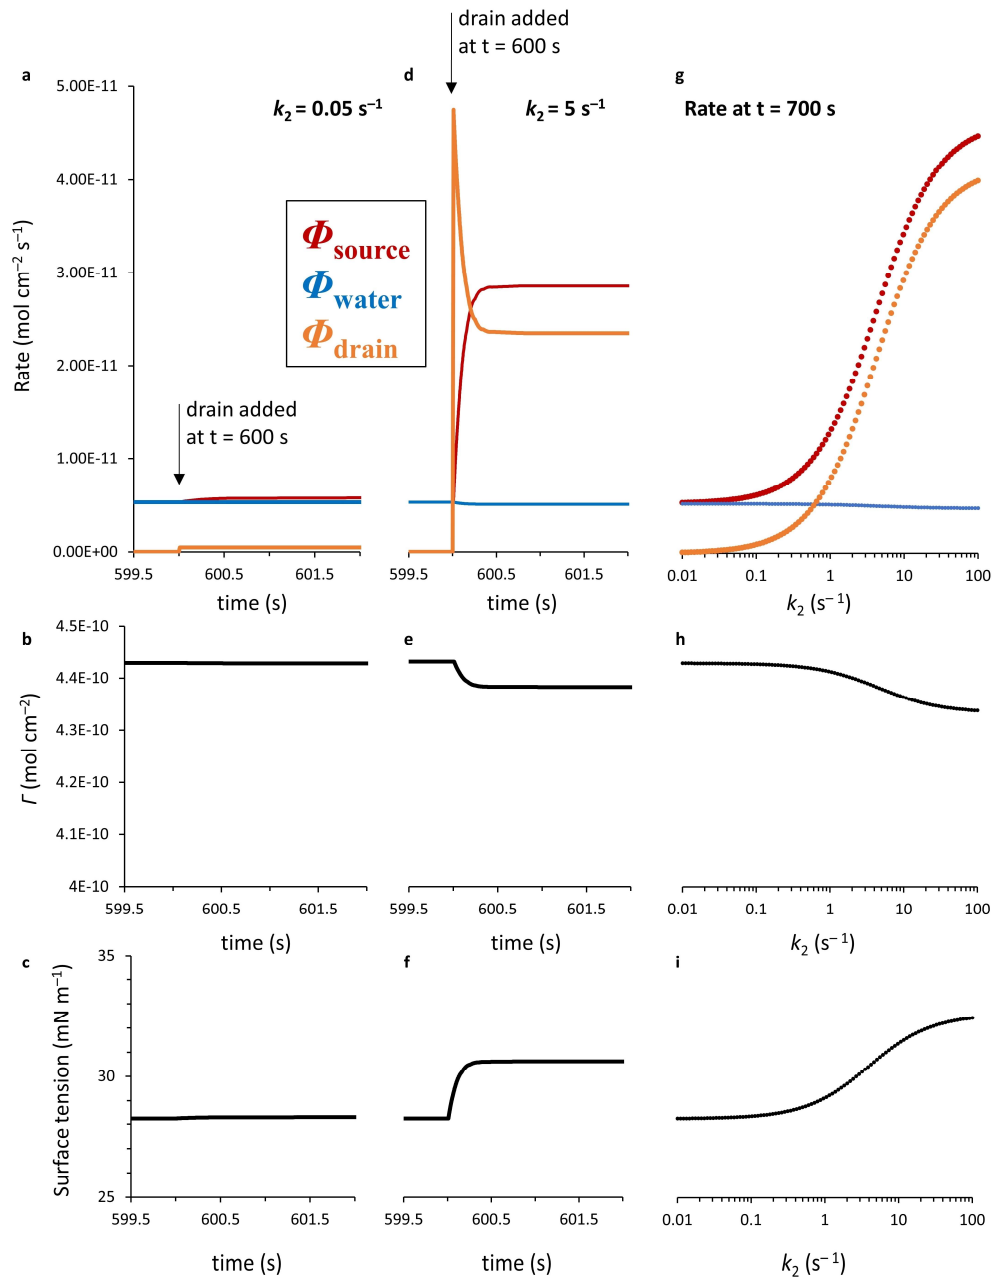 drain added
at t = 600 s
a
d
g
5.00E-11
4.00E-11
3.00E-11
2.00E-11
1.00E-11
0.00E+00
Rate (mol cm⁻² s⁻¹)
k₂ = 0.05 s⁻¹
k₂ = 5 s⁻¹
Rate at t = 700 s
Φsource
Φwater
Φdrain
drain added
at t = 600 s
599.5 600.5 601.5
time (s)
599.5 600.5 601.5
time (s)
0.01 0.1 1 10 100
k₂ (s⁻¹)
b
e
h
4.5E-10
4.4E-10
4.3E-10
4.2E-10
4.1E-10
4E-10
Γ (mol cm⁻²)
599.5 600.5 601.5
time (s)
599.5 600.5 601.5
time (s)
0.01 0.1 1 10 100
k₂ (s⁻¹)
c
f
i
35
30
25
Surface tension (mN m⁻¹)
599.5 600.5 601.5
time (s)
599.5 600.5 601.5
time (s)
0.01 0.1 1 10 100
k₂ (s⁻¹)